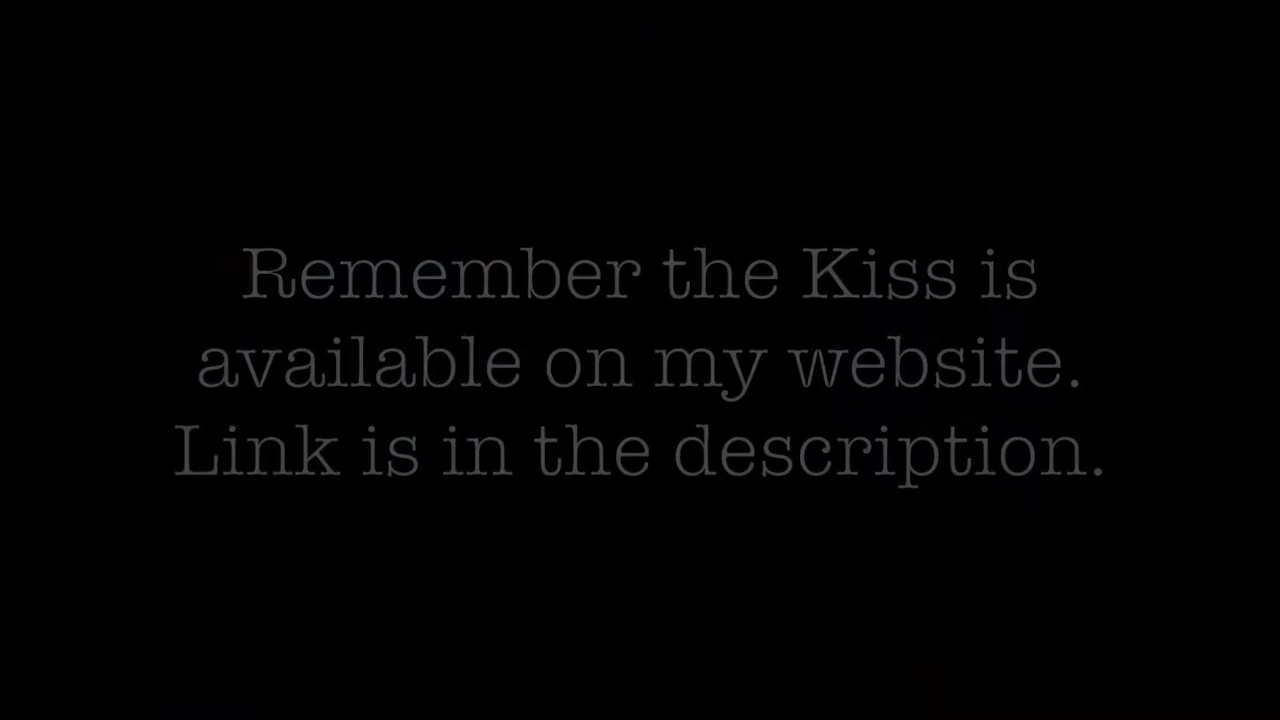 Remember the Kiss is
available on my website.
Link is in the description.